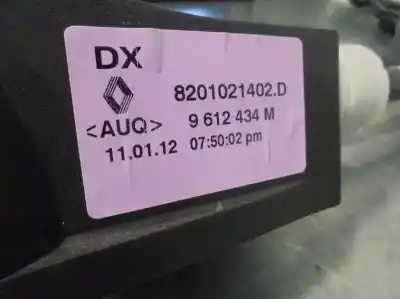 DX
8201021402.D
<AUQ> 9 612 434 M
11.01.12 07:50:02 pm